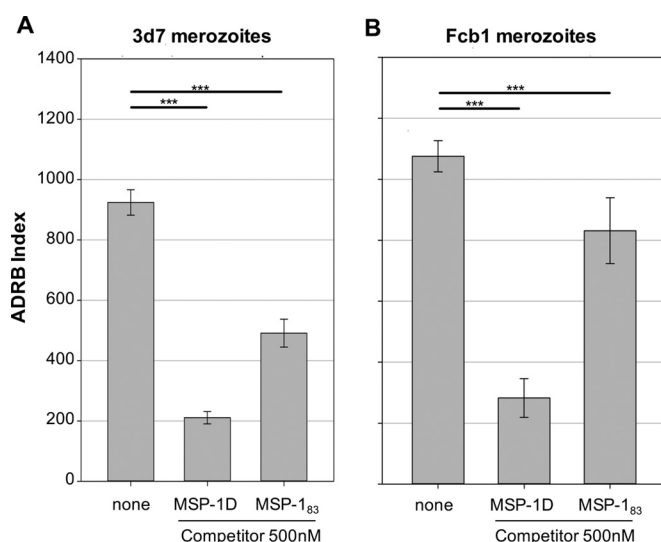 A
3d7 merozoites
B
Fcb1 merozoites
ADRB Index
1400
1200
1000
800
600
400
200
0
***
***
***
***
none
MSP-1D
MSP-1₈₃
Competitor 500nM
none
MSP-1D
MSP-1₈₃
Competitor 500nM